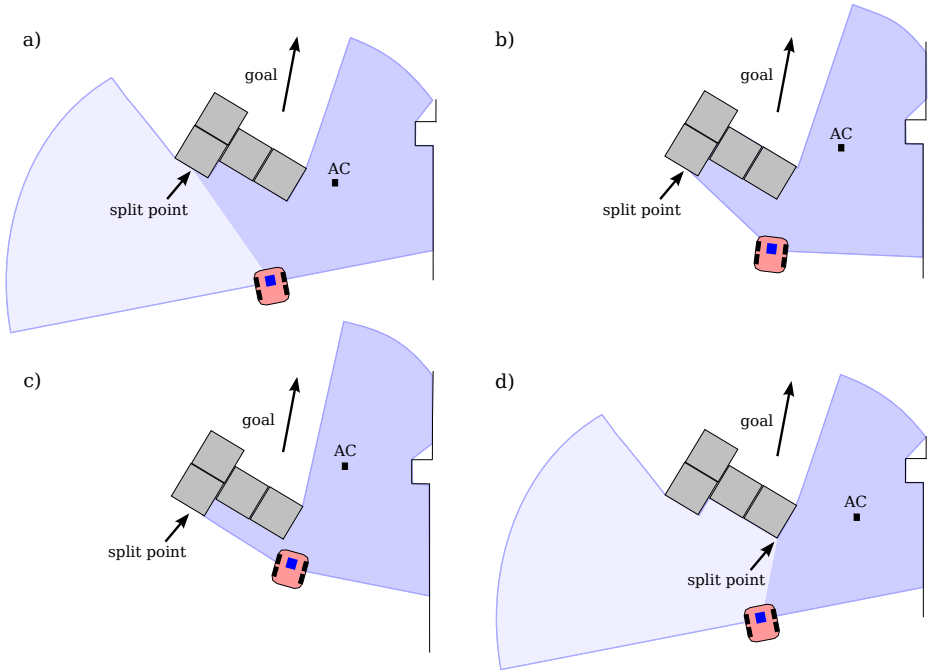 a)
goal
AC
split point
b)
goal
AC
split point
c)
goal
AC
split point
d)
goal
AC
split point